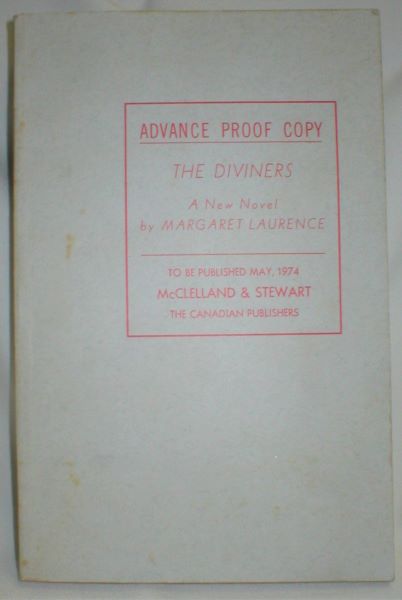 ADVANCE PROOF COPY
THE DIVINERS
A New Novel
by MARGARET LAURENCE
TO BE PUBLISHED MAY, 1974
McCLELLAND & STEWART
THE CANADIAN PUBLISHERS